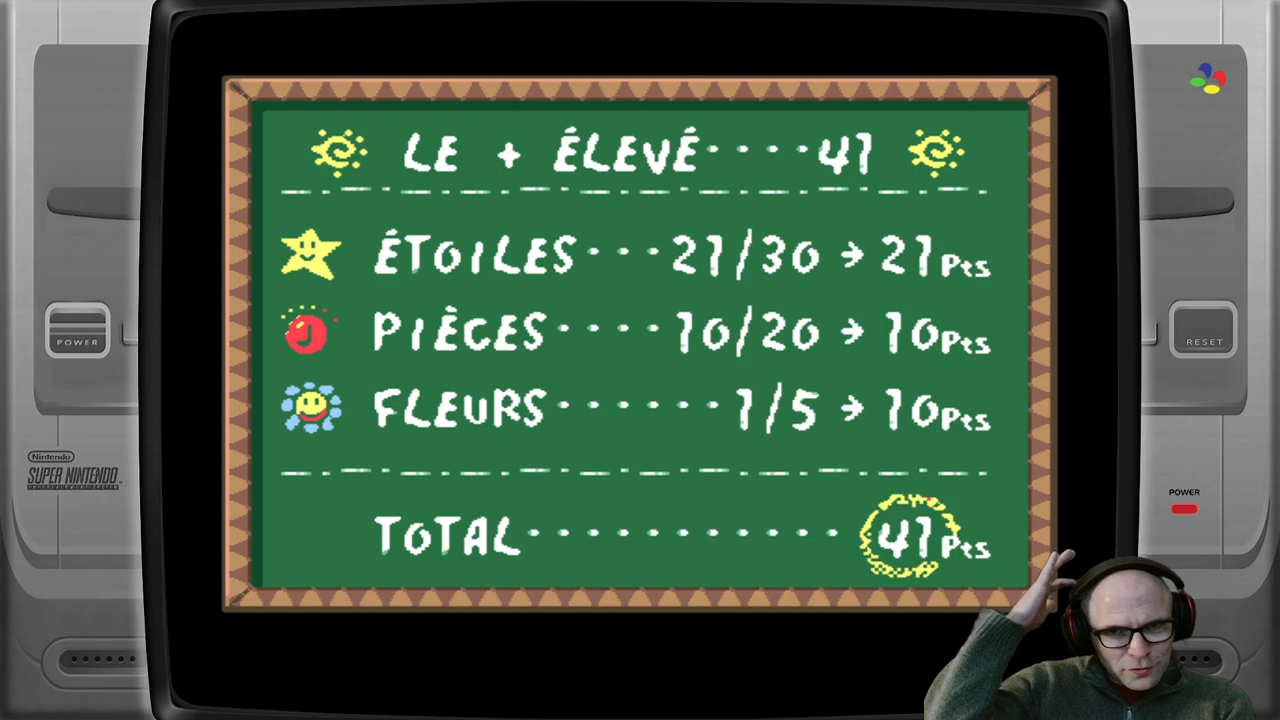 LE + ÉLEVÉ····41
ÉTOILES···21/30→21Pts
PIÈCES····10/20→10Pts
FLEURS······1/5→10Pts
TOTAL···········41Pts
POWER
RESET
Nintendo
SUPER NINTENDO
POWER